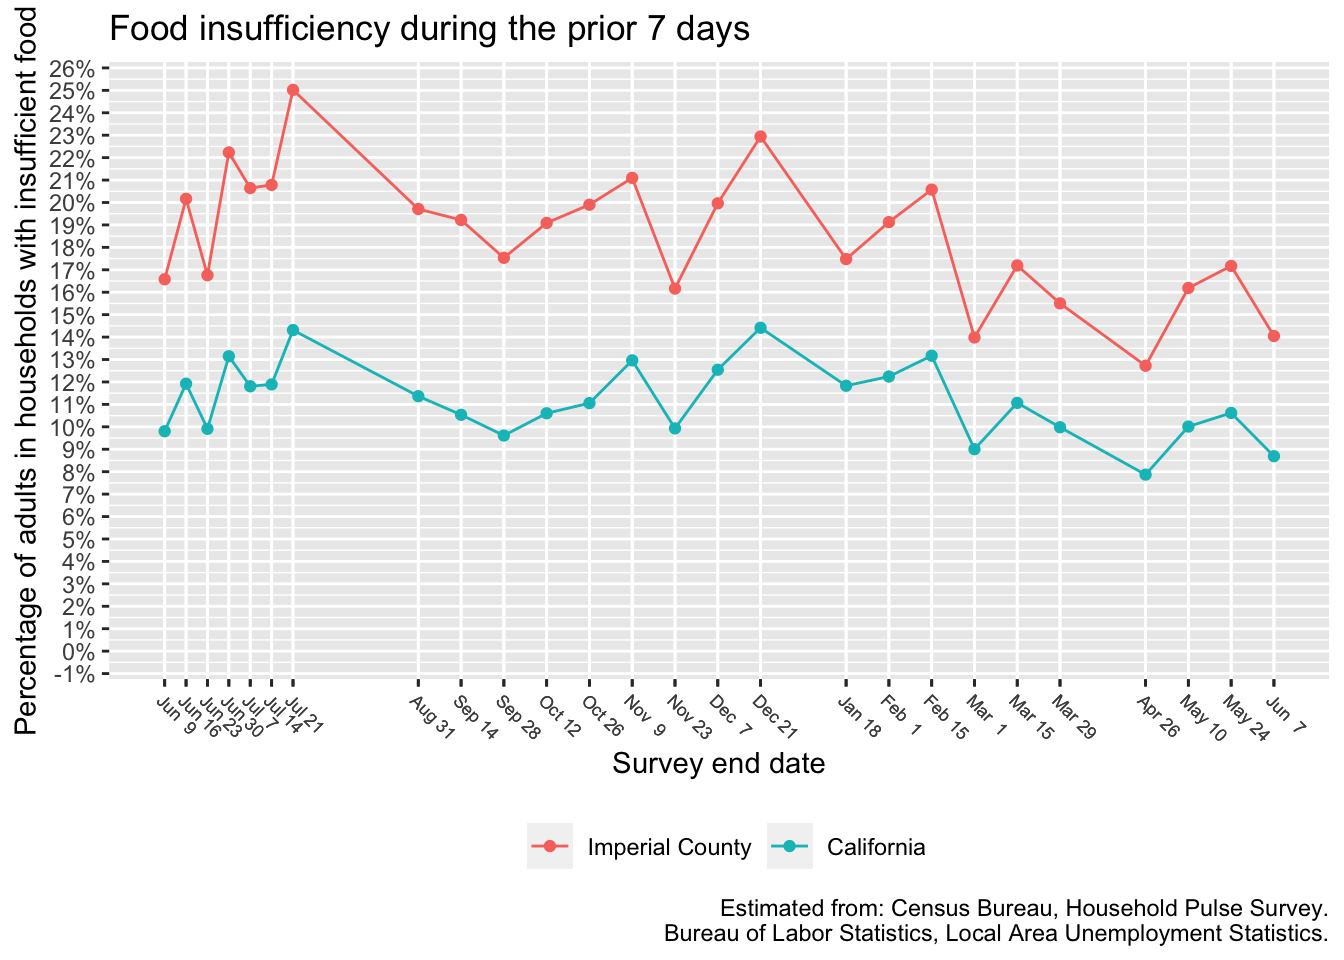 Food insufficiency during the prior 7 days
Percentage of adults in households with insufficient food
26%
25%
24%
23%
22%
21%
20%
19%
18%
17%
16%
15%
14%
13%
12%
11%
10%
9%
8%
7%
6%
5%
4%
3%
2%
1%
0%
-1%
Jun 9
Jun 16
Jun 23
Jun 30
Jul 7
Jul 14
Jul 21
Aug 31
Sep 14
Sep 28
Oct 12
Oct 26
Nov 9
Nov 23
Dec 7
Dec 21
Jan 18
Feb 1
Feb 15
Mar 1
Mar 15
Mar 29
Apr 26
May 10
May 24
Jun 7
Survey end date
Imperial County
California
Estimated from: Census Bureau, Household Pulse Survey.
Bureau of Labor Statistics, Local Area Unemployment Statistics.